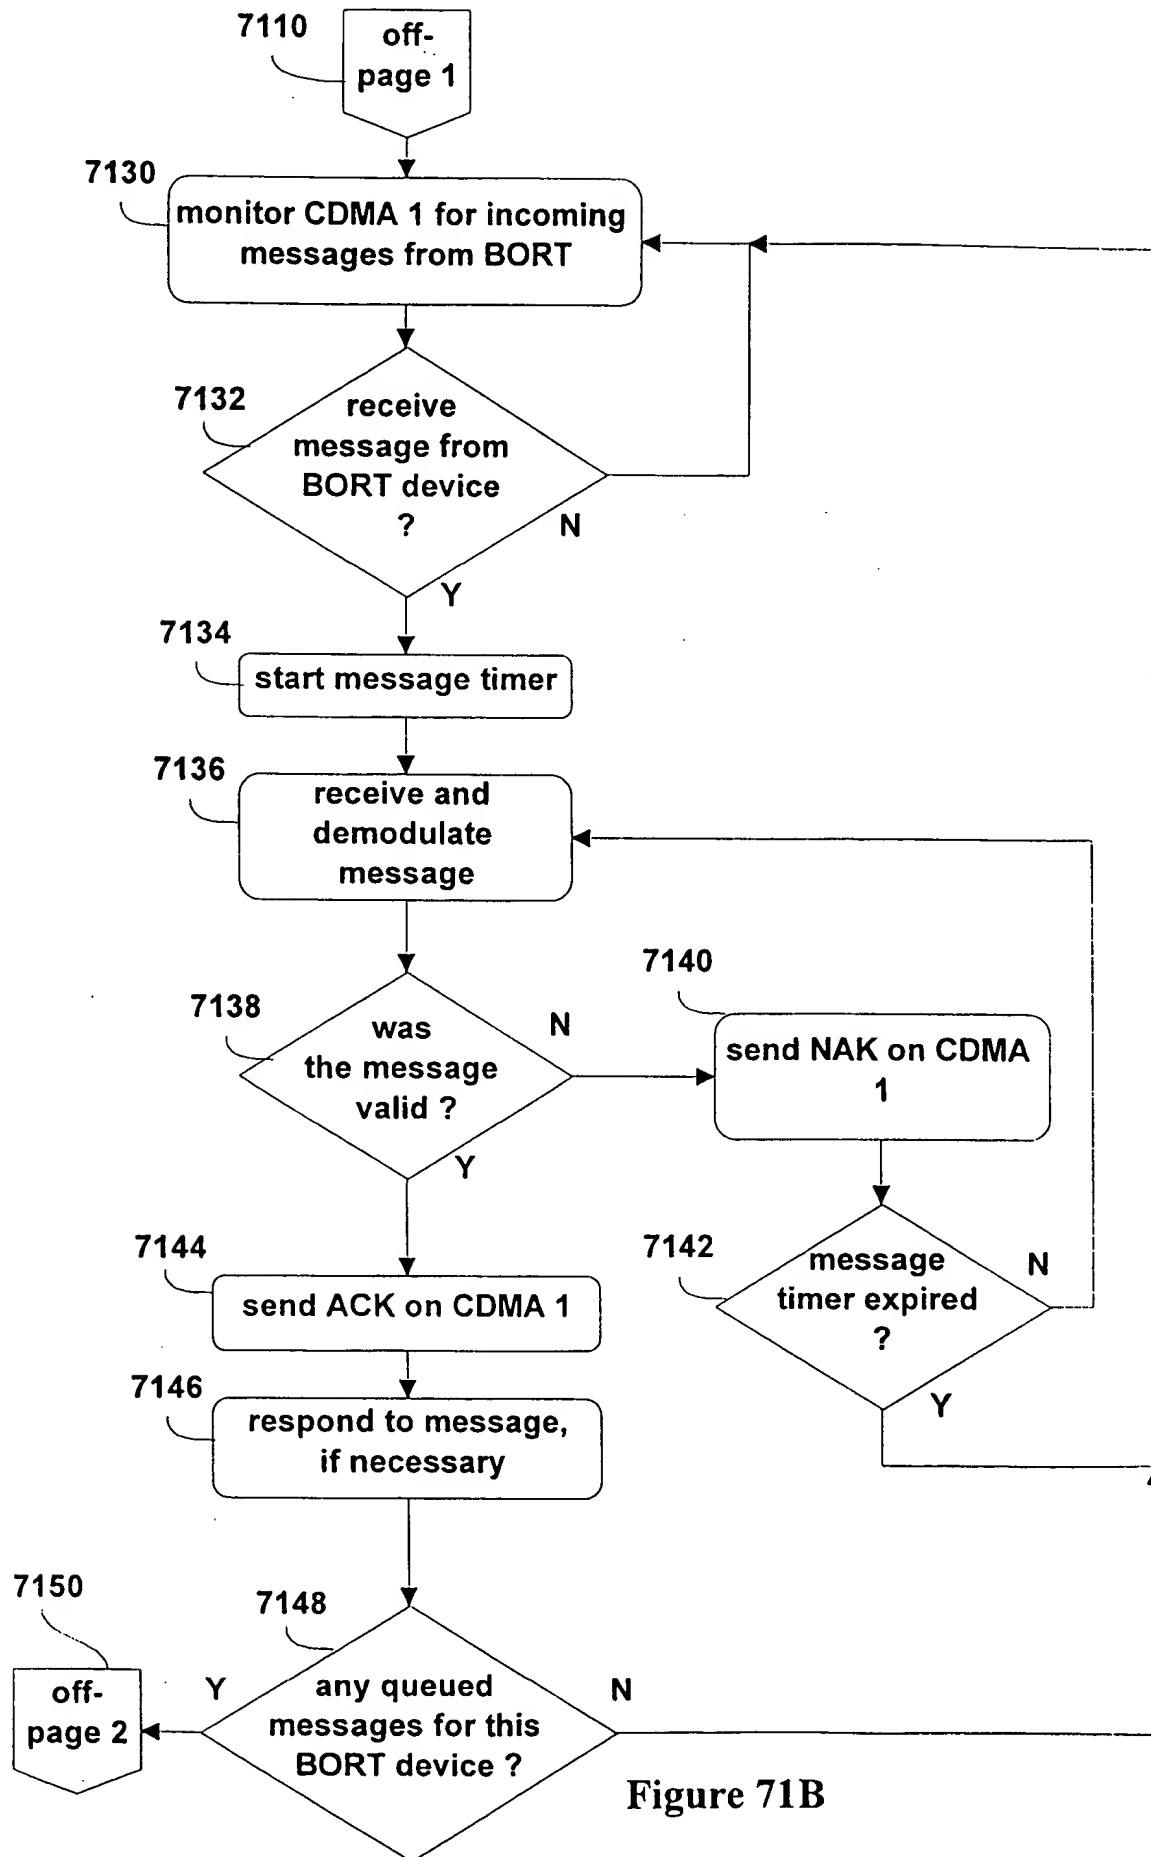 7110
off-
page 1
7130
monitor CDMA 1 for incoming
messages from BORT
7132
receive
message from
BORT device
?
N
Y
7134
start message timer
7136
receive and
demodulate
message
7138
was
the message
valid ?
N
Y
7140
send NAK on CDMA
1
7142
message
timer expired
?
N
Y
7144
send ACK on CDMA 1
7146
respond to message,
if necessary
7148
any queued
messages for this
BORT device ?
Y
N
7150
off-
page 2
Figure 71B